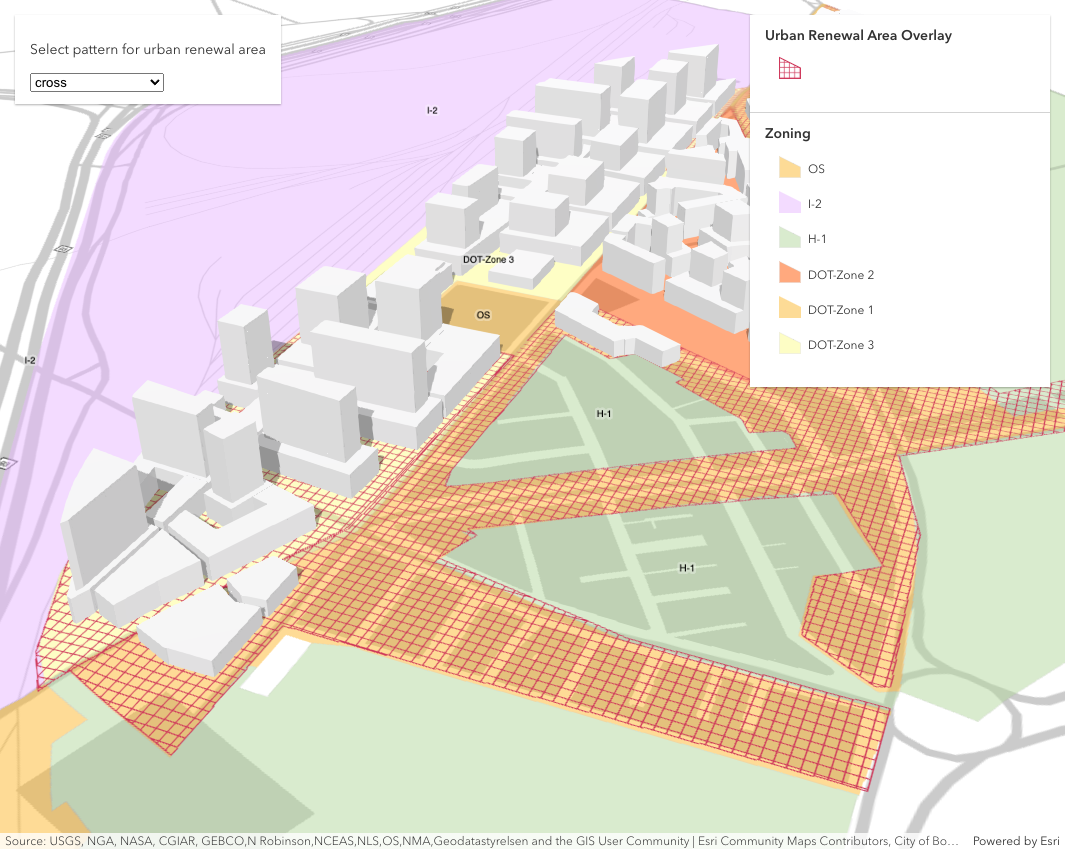 Select pattern for urban renewal area
cross
Urban Renewal Area Overlay
Zoning
OS
I-2
H-1
DOT-Zone 2
DOT-Zone 1
DOT-Zone 3
I-2
DOT-Zone 3
OS
I-2
H-1
H-1
Source: USGS, NGA, NASA, CGIAR, GEBCO,N Robinson,NCEAS,NLS,OS,NMA,Geodatastyrelsen and the GIS User Community | Esri Community Maps Contributors, City of Bo…
Powered by Esri